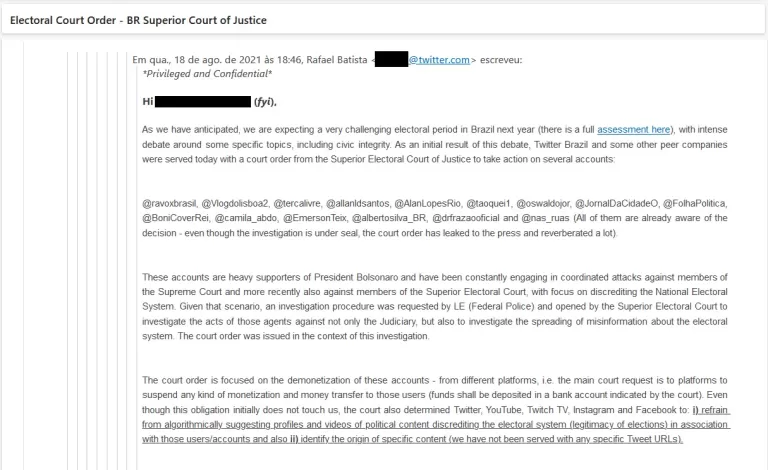 Electoral Court Order - BR Superior Court of Justice
Em qua., 18 de ago. de 2021 às 18:46, Rafael Batista < @twitter.com> escreveu:
*Privileged and Confidential*
Hi (fyi),
As we have anticipated, we are expecting a very challenging electoral period in Brazil next year (there is a full assessment here), with intense
debate around some specific topics, including civic integrity. As an initial result of this debate, Twitter Brazil and some other peer companies
were served today with a court order from the Superior Electoral Court of Justice to take action on several accounts:
@ravoxbrasil, @Vlogdolisboa2, @tercalivre, @allanldsantos, @AlanLopesRio, @taoquei1, @oswaldojor, @JornalDaCidadeO, @FolhaPolitica,
@BoniCoverRei, @camila_abdo, @EmersonTeix, @albertosilva_BR, @drfrazaooficial and @nas_ruas (All of them are already aware of the
decision - even though the investigation is under seal, the court order has leaked to the press and reverberated a lot).
These accounts are heavy supporters of President Bolsonaro and have been constantly engaging in coordinated attacks against members of
the Supreme Court and more recently also against members of the Superior Electoral Court, with focus on discrediting the National Electoral
System. Given that scenario, an investigation procedure was requested by LE (Federal Police) and opened by the Superior Electoral Court to
investigate the acts of those agents against not only the Judiciary, but also to investigate the spreading of misinformation about the electoral
system. The court order was issued in the context of this investigation.
The court order is focused on the demonetization of these accounts - from different platforms, i.e. the main court request is to platforms to
suspend any kind of monetization and money transfer to those users (funds shall be deposited in a bank account indicated by the court). Even
though this obligation initially does not touch us, the court also determined Twitter, YouTube, Twitch TV, Instagram and Facebook to: i) refrain
from algorithmically suggesting profiles and videos of political content discrediting the electoral system (legitimacy of elections) in association
with those users/accounts and also ii) identify the origin of specific content (we have not been served with any specific Tweet URLs).